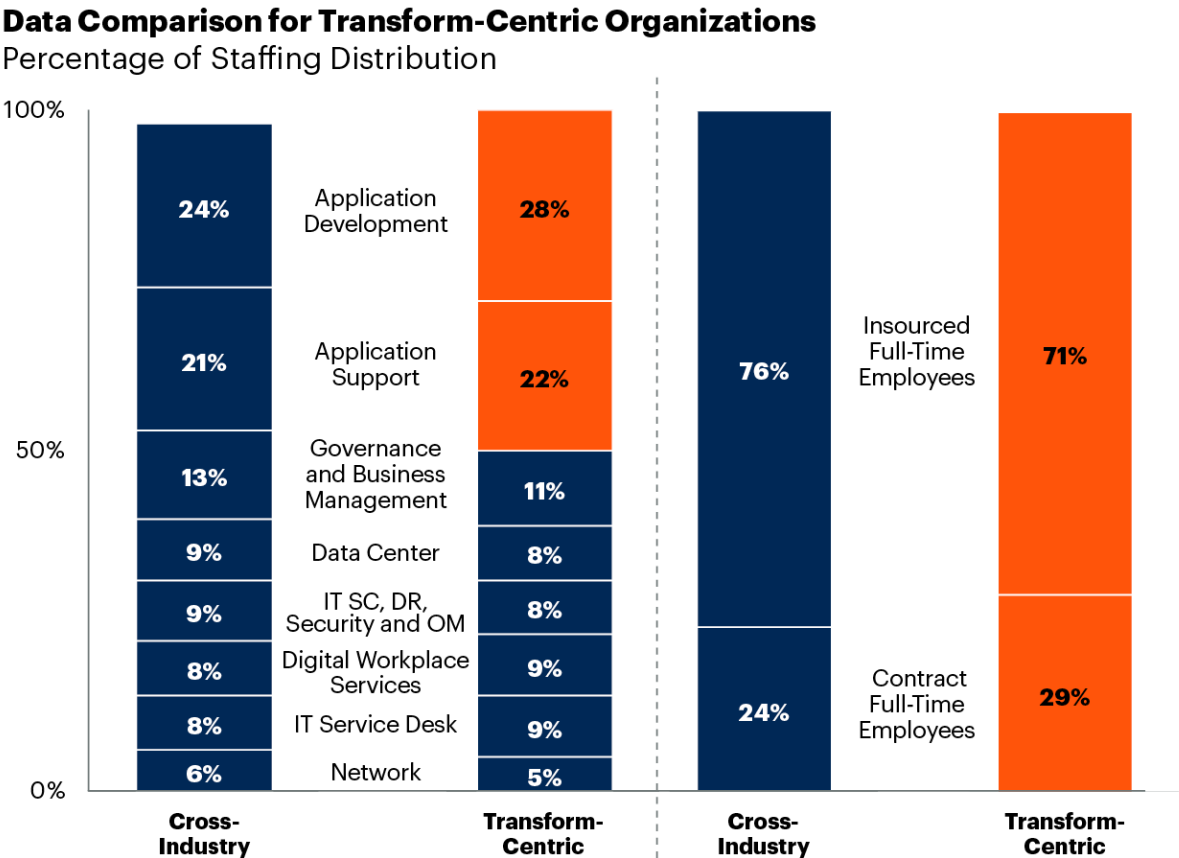 Data Comparison for Transform-Centric Organizations
Percentage of Staffing Distribution
100%
50%
0%
24%
21%
13%
9%
9%
8%
8%
6%
Application
Development
Application
Support
Governance
and Business
Management
Data Center
IT SC, DR,
Security and OM
Digital Workplace
Services
IT Service Desk
Network
28%
22%
11%
8%
8%
9%
9%
5%
76%
24%
Insourced
Full-Time
Employees
Contract
Full-Time
Employees
71%
29%
Cross-
Industry
Transform-
Centric
Cross-
Industry
Transform-
Centric